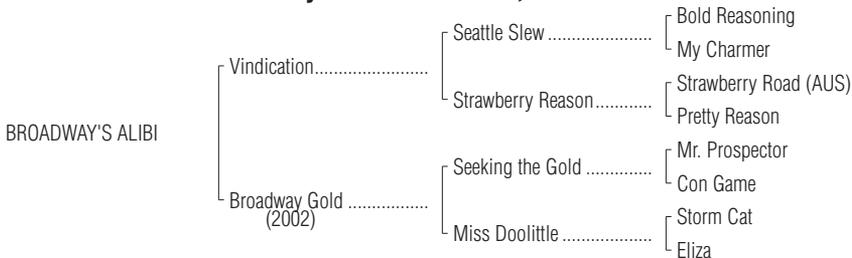 Bold Reasoning
Seattle Slew ......................
My Charmer
Vindication........................
Strawberry Road (AUS)
Strawberry Reason............
Pretty Reason
BROADWAY'S ALIBI
Mr. Prospector
Seeking the Gold ..............
Con Game
Broadway Gold .................
(2002)
Storm Cat
Miss Doolittle ...................
Eliza